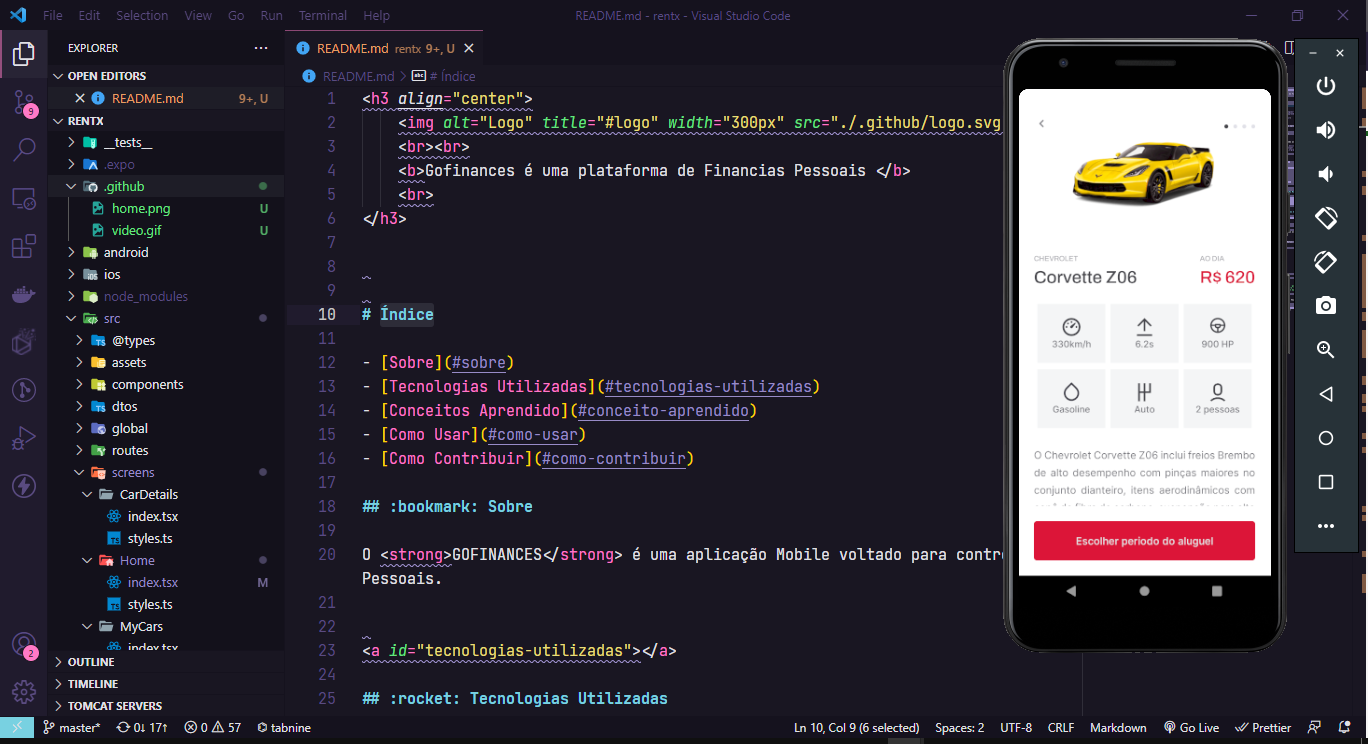 File Edit Selection View Go Run Terminal Help
README.md - rentx - Visual Studio Code
EXPLORER
OPEN EDITORS
README.md 9+, U
RENTX
__tests__
.expo
.github
home.png U
video.gif U
android
ios
node_modules
src
@types
assets
components
dtos
global
routes
screens
CarDetails
index.tsx
styles.ts
Home
index.tsx M
styles.ts
MyCars
index.tsx
OUTLINE
TIMELINE
TOMCAT SERVERS
9
2
README.md rentx 9+, U
README.md > # Índice
1 <h3 align="center">
2 <img alt="Logo" title="#logo" width="300px" src="./.github/logo.svg
3 <br><br>
4 <b>Gofinances é uma plataforma de Financias Pessoais </b>
5 <br>
6 </h3>
7
8
9
10 # Índice
11
12 - [Sobre](#sobre)
13 - [Tecnologias Utilizadas](#tecnologias-utilizadas)
14 - [Conceitos Aprendido](#conceito-aprendido)
15 - [Como Usar](#como-usar)
16 - [Como Contribuir](#como-contribuir)
17
18 ## :bookmark: Sobre
19
20 O <strong>GOFINANCES</strong> é uma aplicação Mobile voltado para contro
Pessoais.
21
22
23 <a id="tecnologias-utilizadas"></a>
24
25 ## :rocket: Tecnologias Utilizadas
CHEVROLET AO DIA
Corvette Z06 R$ 620
330km/h 6.2s 900 HP
Gasoline Auto 2 pessoas
O Chevrolet Corvette Z06 inclui freios Brembo
de alto desempenho com pinças maiores no
conjunto dianteiro, itens aerodinâmicos com
Escolher período do aluguel
master* 0↓ 17↑ 0 57 tabnine
Ln 10, Col 9 (6 selected) Spaces: 2 UTF-8 CRLF Markdown Go Live Prettier